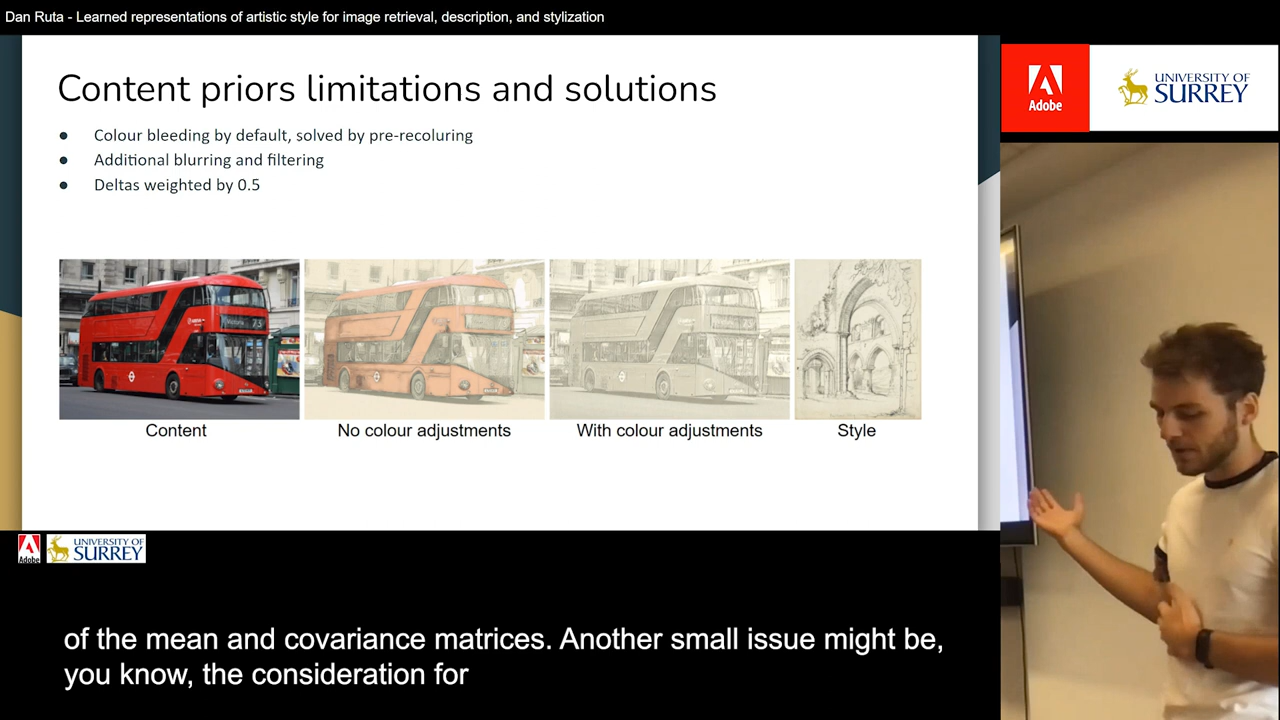 Dan Ruta - Learned representations of artistic style for image retrieval, description, and stylization
Content priors limitations and solutions
● Colour bleeding by default, solved by pre-recoluring
● Additional blurring and filtering
● Deltas weighted by 0.5
Content
No colour adjustments
With colour adjustments
Style
Adobe
UNIVERSITY OF
SURREY
Adobe
UNIVERSITY OF
SURREY
of the mean and covariance matrices. Another small issue might be,
you know, the consideration for